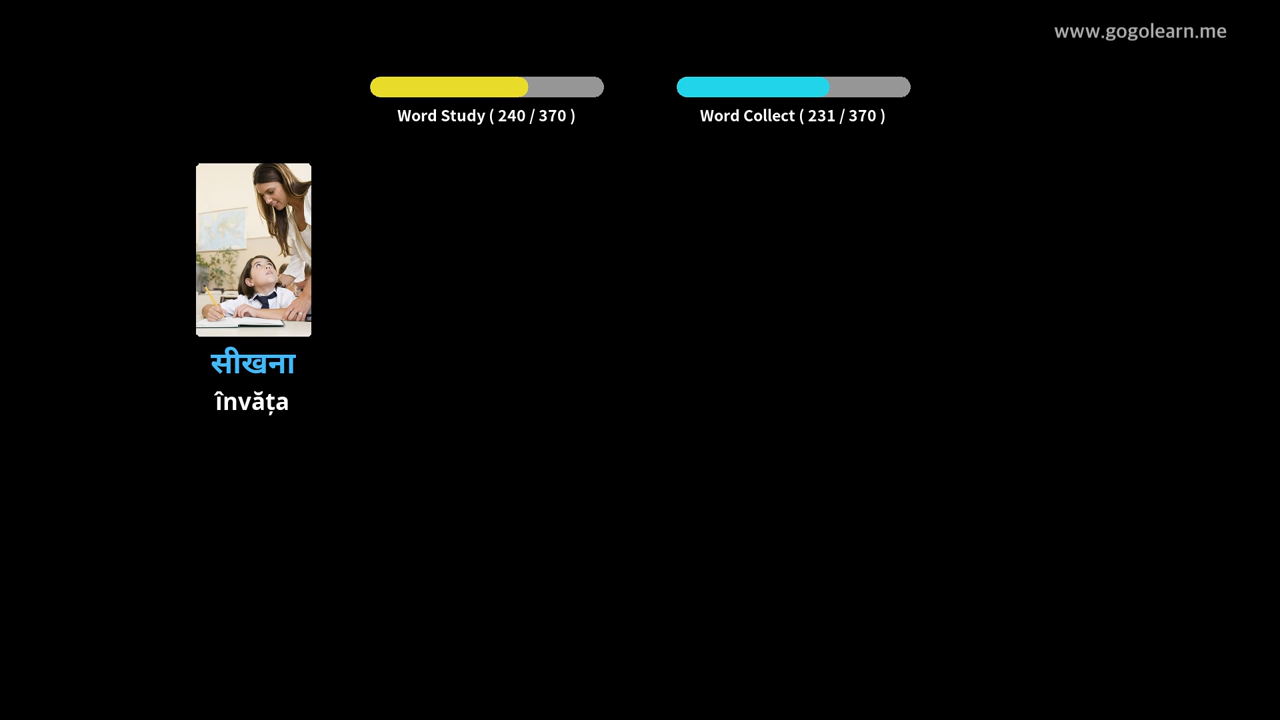 www.gogolearn.me
Word Study ( 240 / 370 )
Word Collect ( 231 / 370 )
सीखना
învăța